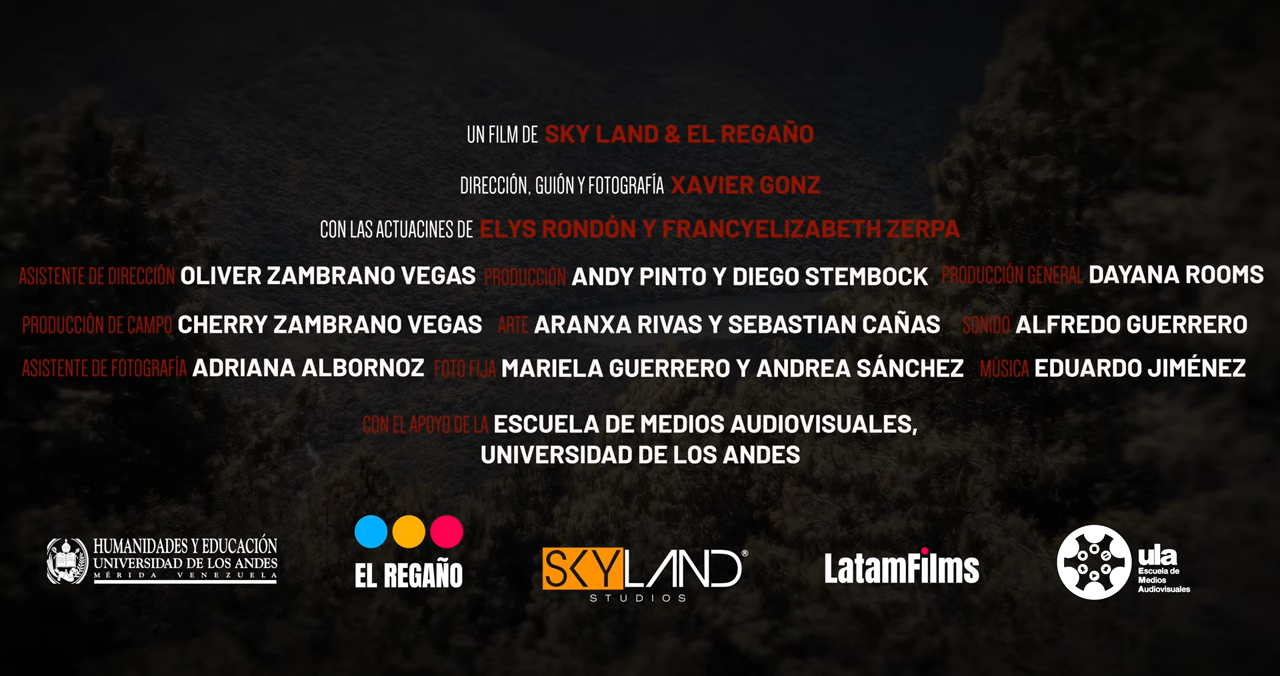 UN FILM DE SKY LAND & EL REGAÑO
DIRECCIÓN, GUIÓN Y FOTOGRAFÍA XAVIER GONZ
CON LAS ACTUACINES DE ELYS RONDÓN Y FRANCYELIZABETH ZERPA
ASISTENTE DE DIRECCIÓN OLIVER ZAMBRANO VEGAS PRODUCCIÓN ANDY PINTO Y DIEGO STEMBOCK PRODUCCIÓN GENERAL DAYANA ROOMS
PRODUCCIÓN DE CAMPO CHERRY ZAMBRANO VEGAS ARTE ARANXA RIVAS Y SEBASTIAN CAÑAS SONIDO ALFREDO GUERRERO
ASISTENTE DE FOTOGRAFÍA ADRIANA ALBORNOZ FOTO FIJA MARIELA GUERRERO Y ANDREA SÁNCHEZ MÚSICA EDUARDO JIMÉNEZ
CON EL APOYO DE LA ESCUELA DE MEDIOS AUDIOVISUALES,
UNIVERSIDAD DE LOS ANDES
HUMANIDADES Y EDUCACIÓN
UNIVERSIDAD DE LOS ANDES
MÉRIDA VENEZUELA
EL REGAÑO
SKYLAND®
STUDIOS
LatamFilms
ula
Escuela de
Medios
Audiovisuales